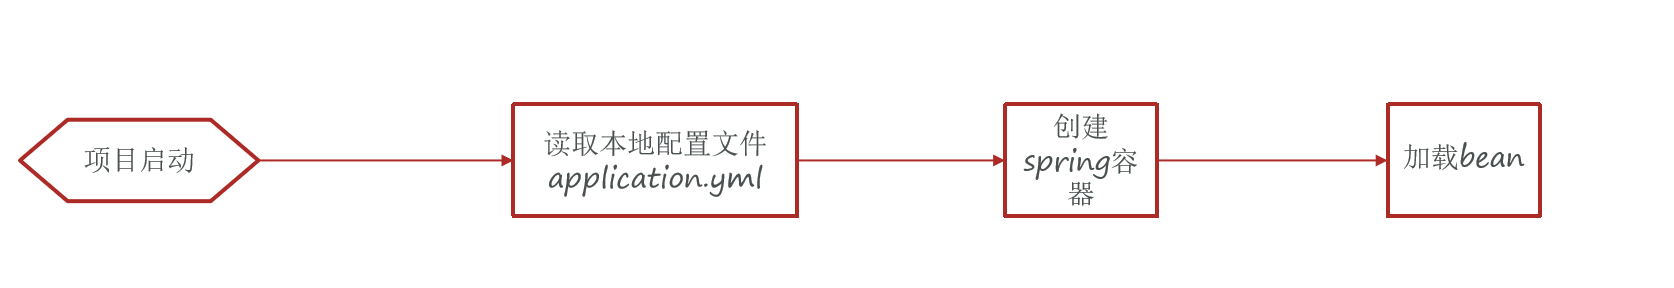 项目启动
读取本地配置文件
application.yml
创建
spring容
器
加载bean